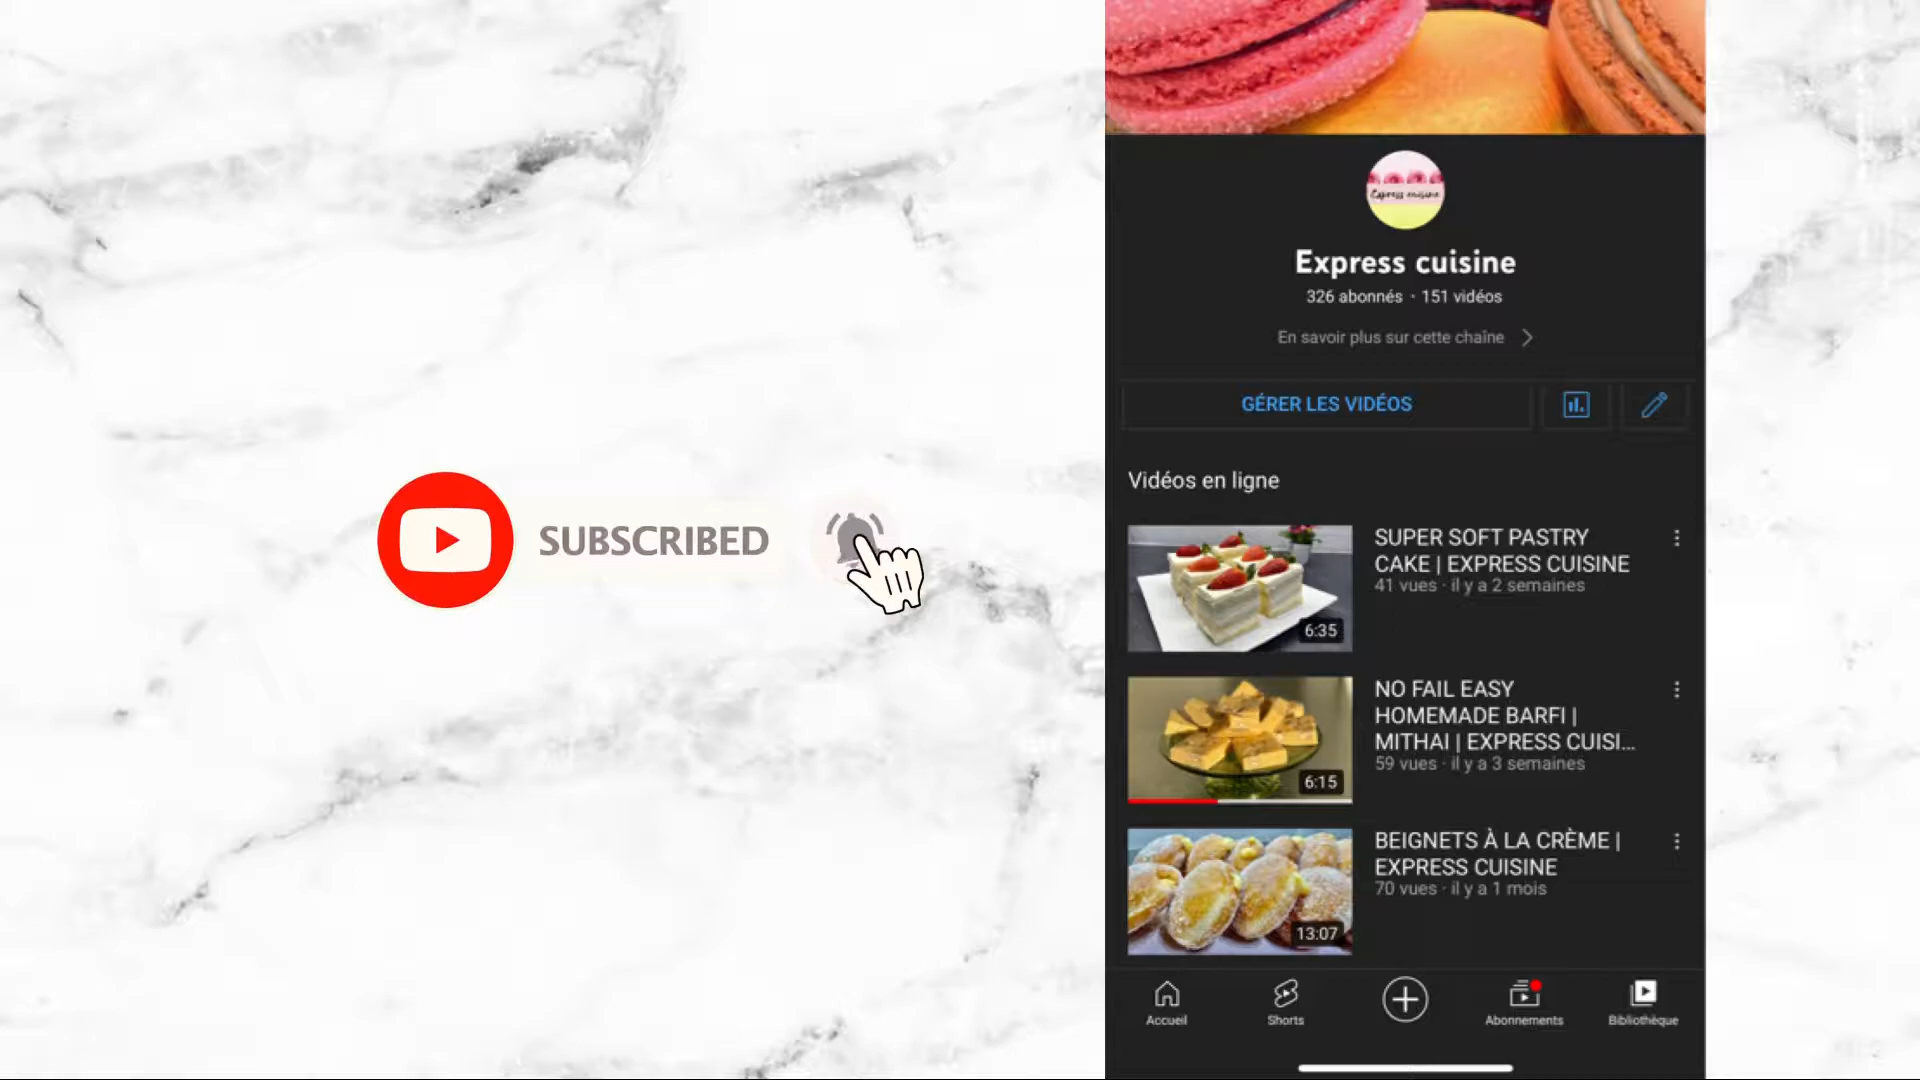 SUBSCRIBED
Express cuisine
Express cuisine
326 abonnés · 151 vidéos
En savoir plus sur cette chaîne
GÉRER LES VIDÉOS
Vidéos en ligne
SUPER SOFT PASTRY
CAKE | EXPRESS CUISINE
41 vues · il y a 2 semaines
6:35
NO FAIL EASY
HOMEMADE BARFI |
MITHAI | EXPRESS CUISI...
59 vues · il y a 3 semaines
6:15
BEIGNETS À LA CRÈME |
EXPRESS CUISINE
70 vues · il y a 1 mois
13:07
Accueil
Shorts
Abonnements
Bibliothèque